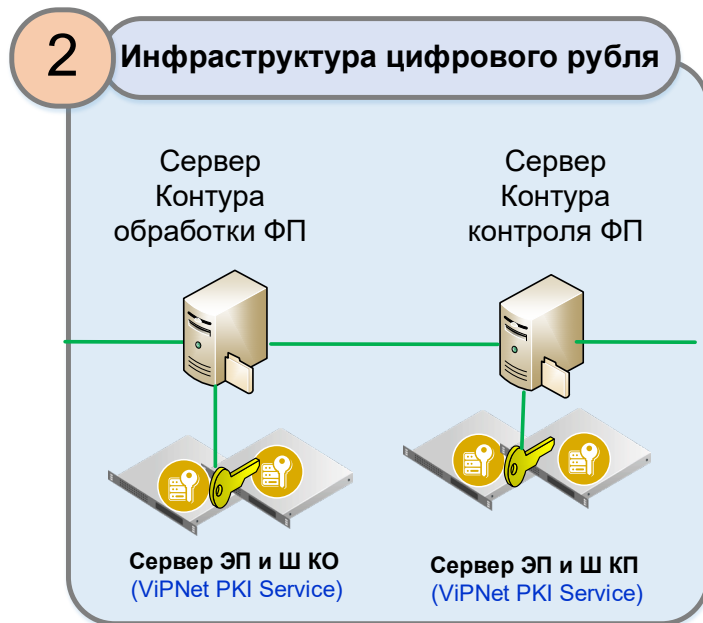 2
Инфраструктура цифрового рубля
Сервер
Контура
обработки ФП
Сервер
Контура
контроля ФП
Сервер ЭП и Ш КО
(ViPNet PKI Service)
Сервер ЭП и Ш КП
(ViPNet PKI Service)